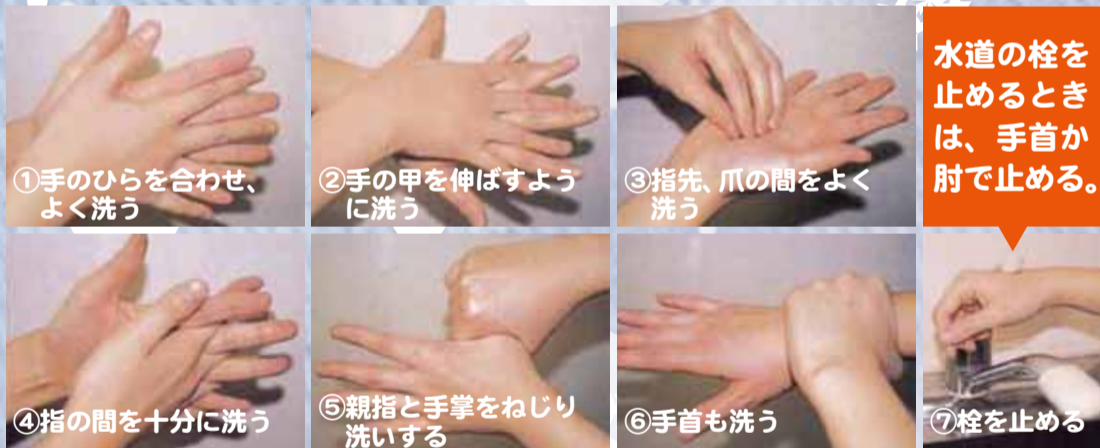 ①手のひらを合わせ、
よく洗う
②手の甲を伸ばすよう
に洗う
③指先、爪の間をよく
洗う
水道の栓を
止めるとき
は、手首か
肘で止める。
④指の間を十分に洗う
⑤親指と手掌をねじり
洗いする
⑥手首も洗う
⑦栓を止める